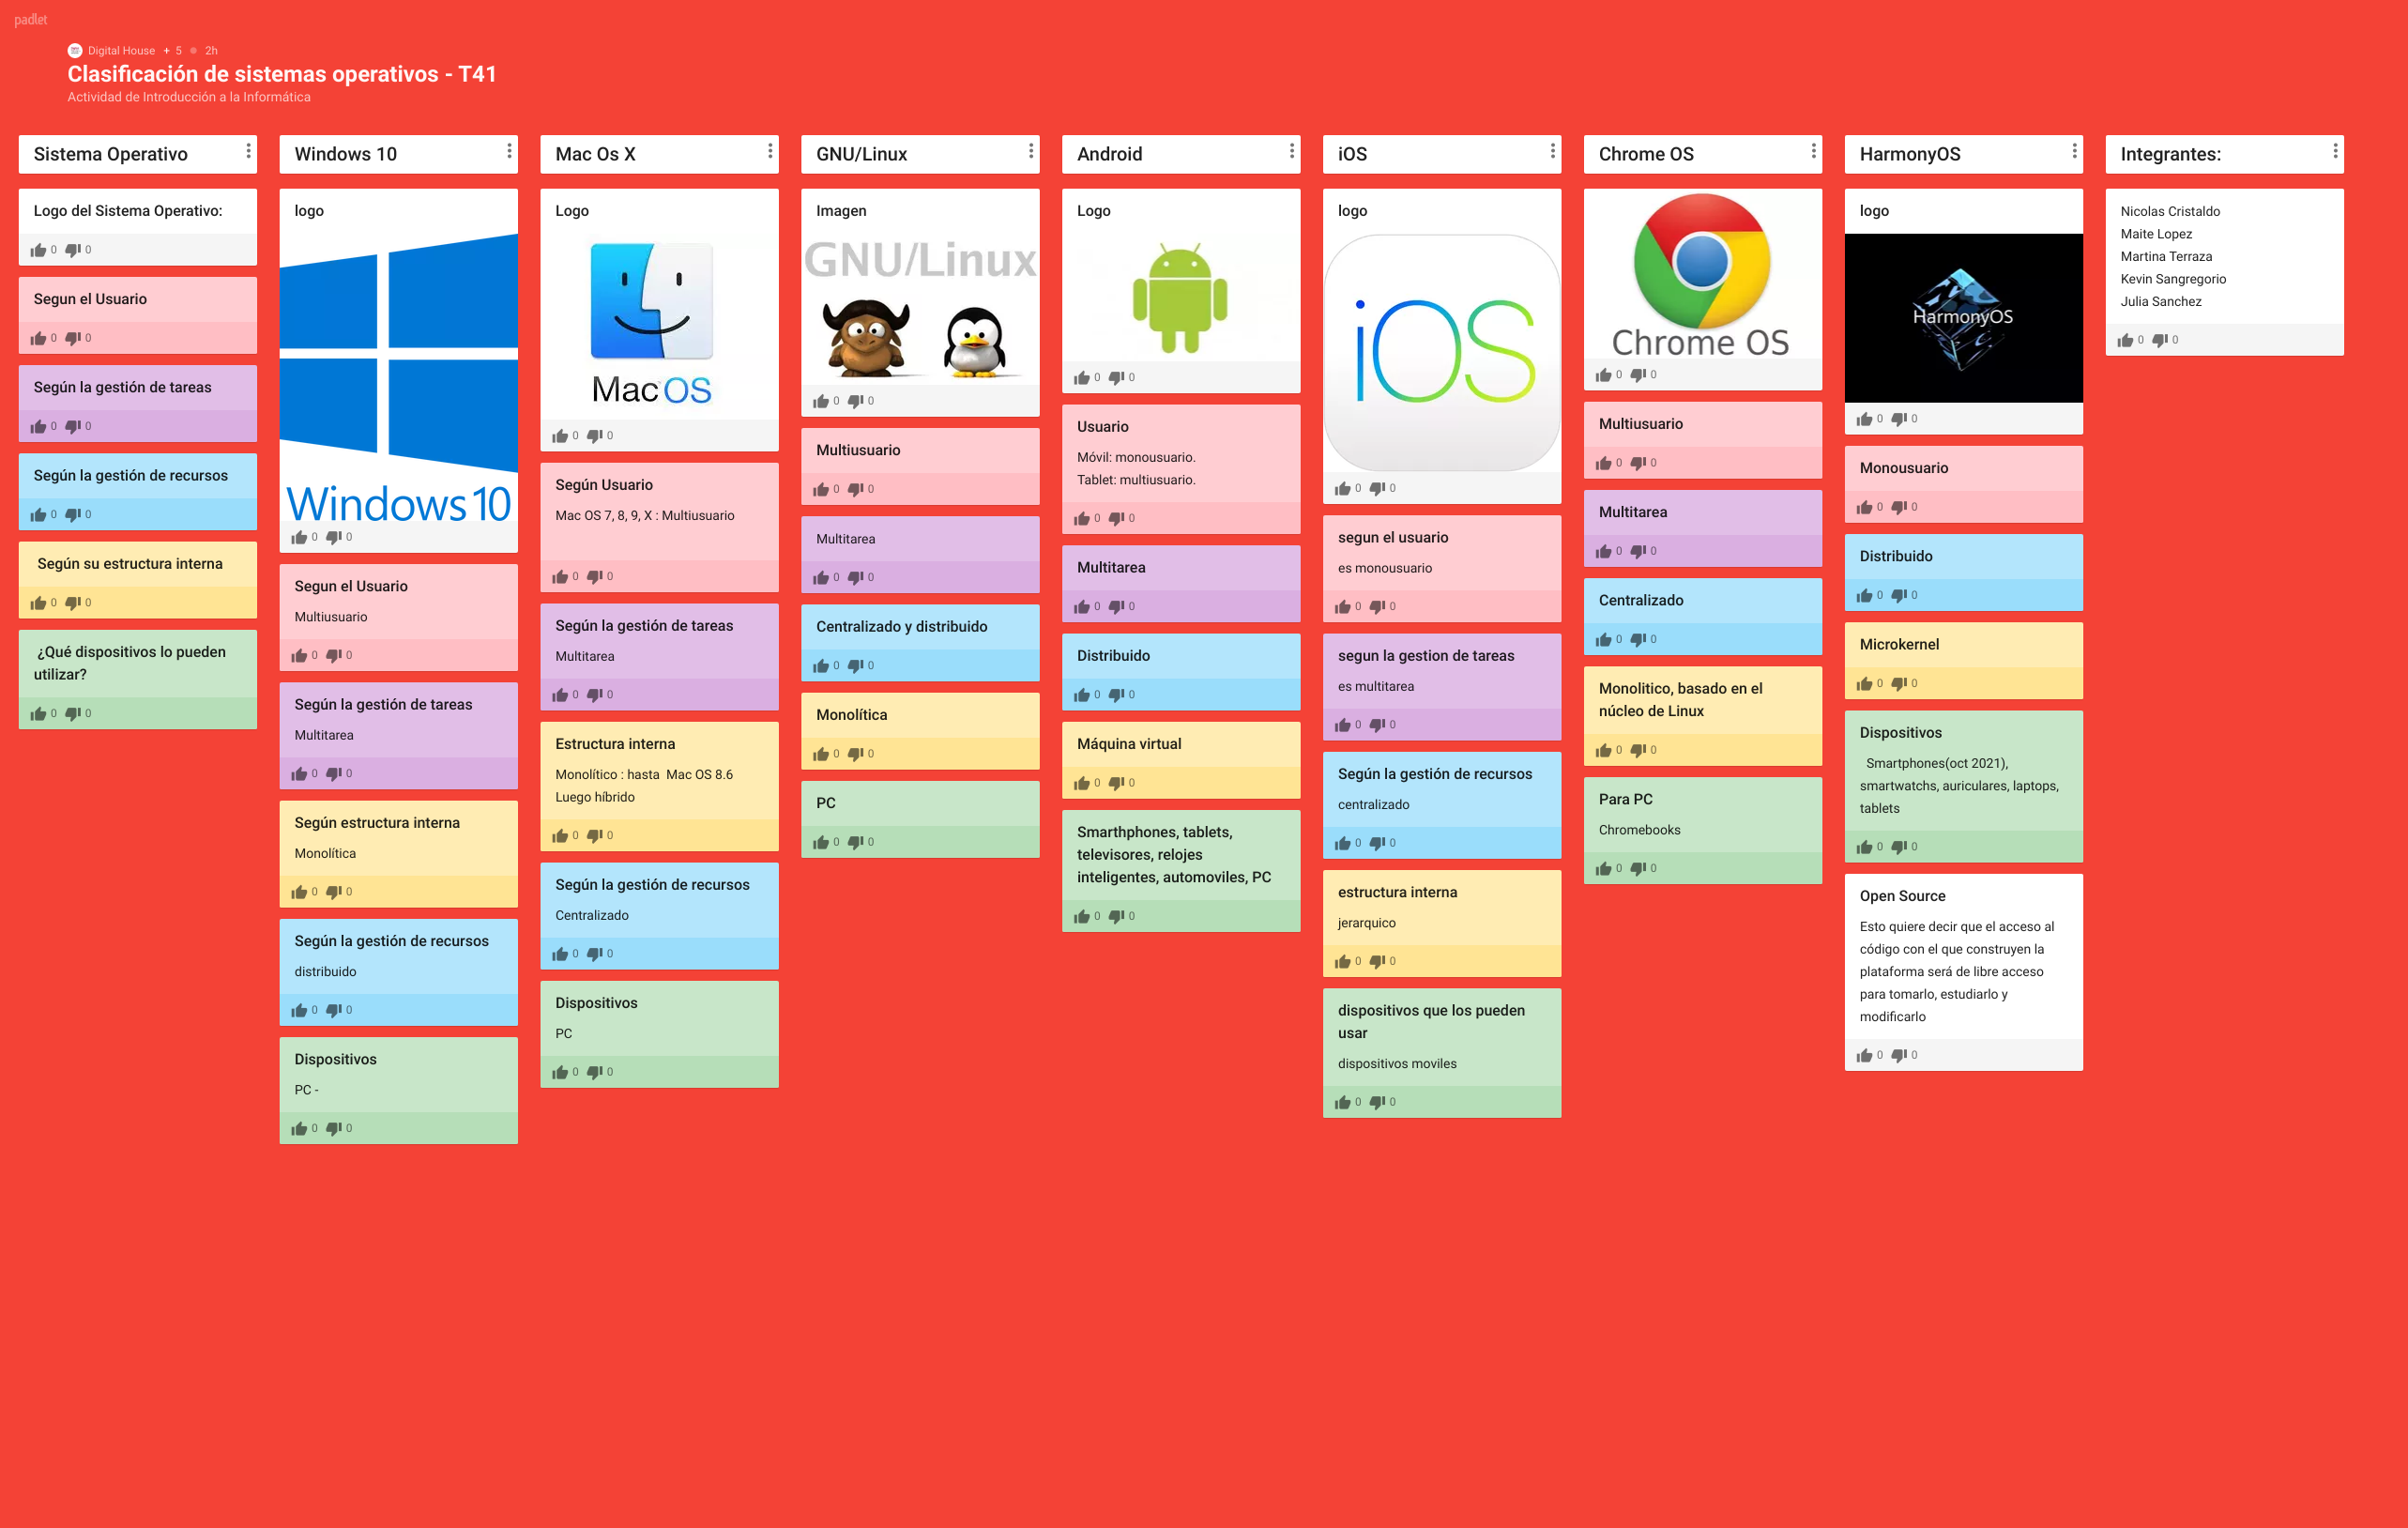 padlet
Digital House + 5 • 2h
Clasificación de sistemas operativos - T41
Actividad de Introducción a la Informática
Sistema Operativo
Logo del Sistema Operativo:
0 0
Segun el Usuario
0 0
Según la gestión de tareas
0 0
Según la gestión de recursos
0 0
Según su estructura interna
0 0
¿Qué dispositivos lo pueden
utilizar?
0 0
Windows 10
logo
Windows 10
0 0
Segun el Usuario
Multiusuario
0 0
Según la gestión de tareas
Multitarea
0 0
Según estructura interna
Monolítica
0 0
Según la gestión de recursos
distribuido
0 0
Dispositivos
PC -
0 0
Mac Os X
Logo
Mac OS
0 0
Según Usuario
Mac OS 7, 8, 9, X : Multiusuario
0 0
Según la gestión de tareas
Multitarea
0 0
Estructura interna
Monolítico : hasta Mac OS 8.6
Luego híbrido
0 0
Según la gestión de recursos
Centralizado
0 0
Dispositivos
PC
0 0
GNU/Linux
Imagen
GNU/Linux
0 0
Multiusuario
0 0
Multitarea
0 0
Centralizado y distribuido
0 0
Monolítica
0 0
PC
0 0
Android
Logo
0 0
Usuario
Móvil: monousuario.
Tablet: multiusuario.
0 0
Multitarea
0 0
Distribuido
0 0
Máquina virtual
0 0
Smarthphones, tablets,
televisores, relojes
inteligentes, automoviles, PC
0 0
iOS
logo
iOS
0 0
segun el usuario
es monousuario
0 0
segun la gestion de tareas
es multitarea
0 0
Según la gestión de recursos
centralizado
0 0
estructura interna
jerarquico
0 0
dispositivos que los pueden
usar
dispositivos moviles
0 0
Chrome OS
Chrome OS
0 0
Multiusuario
0 0
Multitarea
0 0
Centralizado
0 0
Monolitico, basado en el
núcleo de Linux
0 0
Para PC
Chromebooks
0 0
HarmonyOS
logo
HarmonyOS
0 0
Monousuario
0 0
Distribuido
0 0
Microkernel
0 0
Dispositivos
Smartphones(oct 2021),
smartwatchs, auriculares, laptops,
tablets
0 0
Open Source
Esto quiere decir que el acceso al
código con el que construyen la
plataforma será de libre acceso
para tomarlo, estudiarlo y
modificarlo
0 0
Integrantes:
Nicolas Cristaldo
Maite Lopez
Martina Terraza
Kevin Sangregorio
Julia Sanchez
0 0